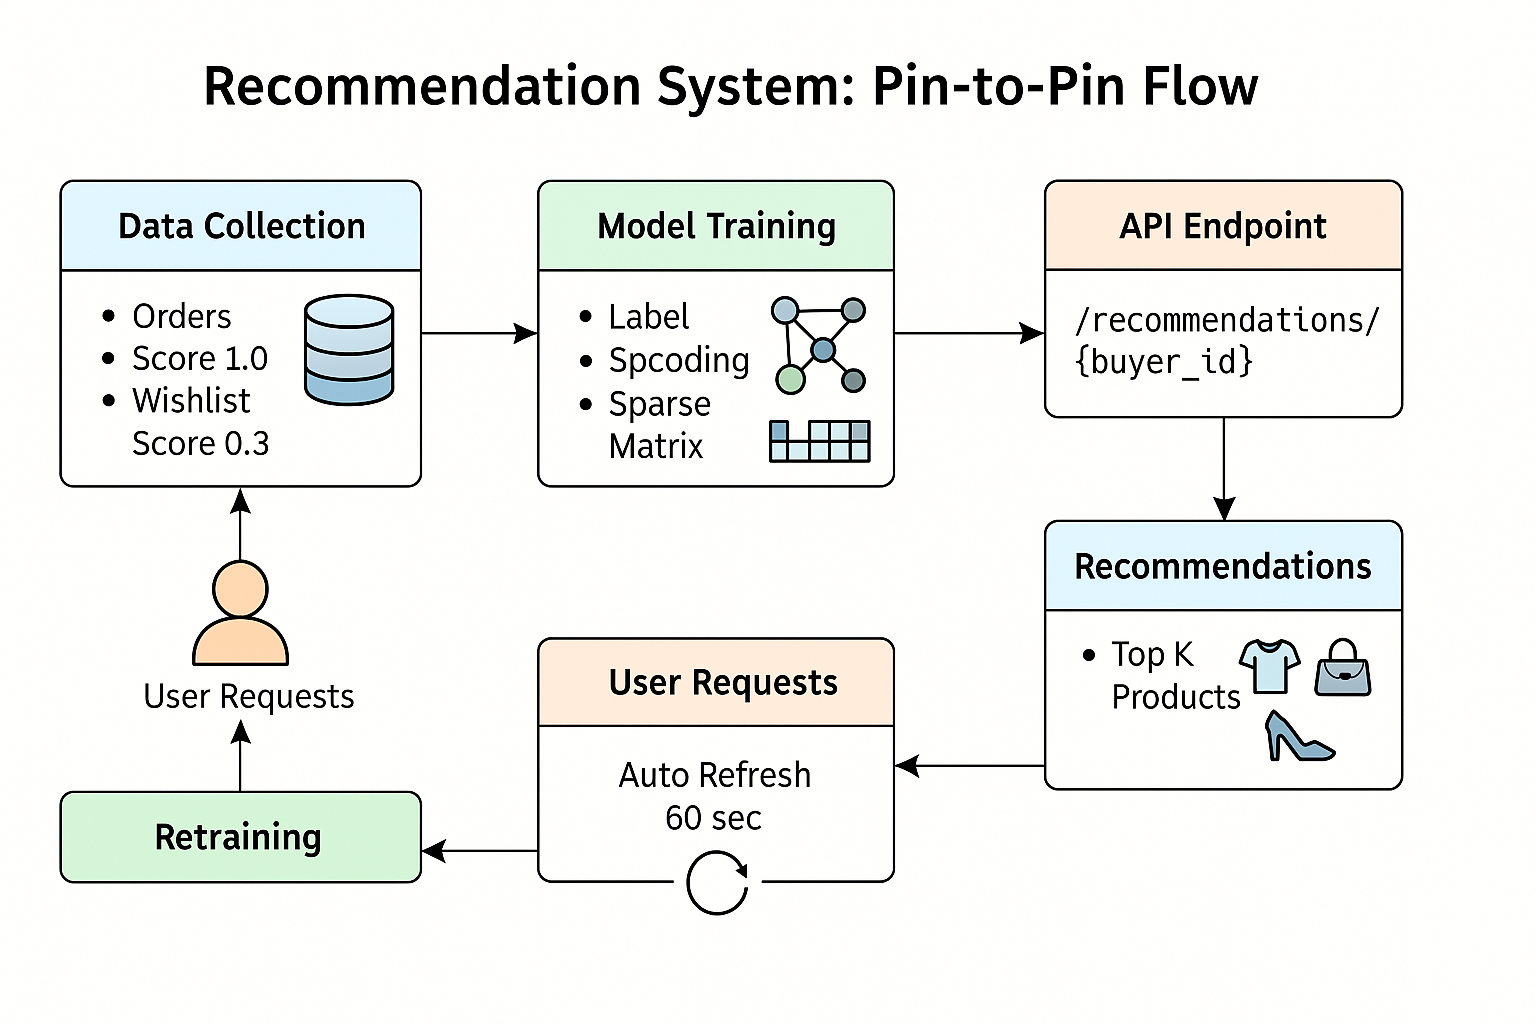 Recommendation System: Pin-to-Pin Flow
Data Collection
• Orders
• Score 1.0
• Wishlist
Score 0.3
Model Training
• Label
• Spcoding
• Sparse
Matrix
API Endpoint
/recommendations/
{buyer_id}
Recommendations
• Top K
Products
User Requests
Auto Refresh
60 sec
Retraining
User Requests